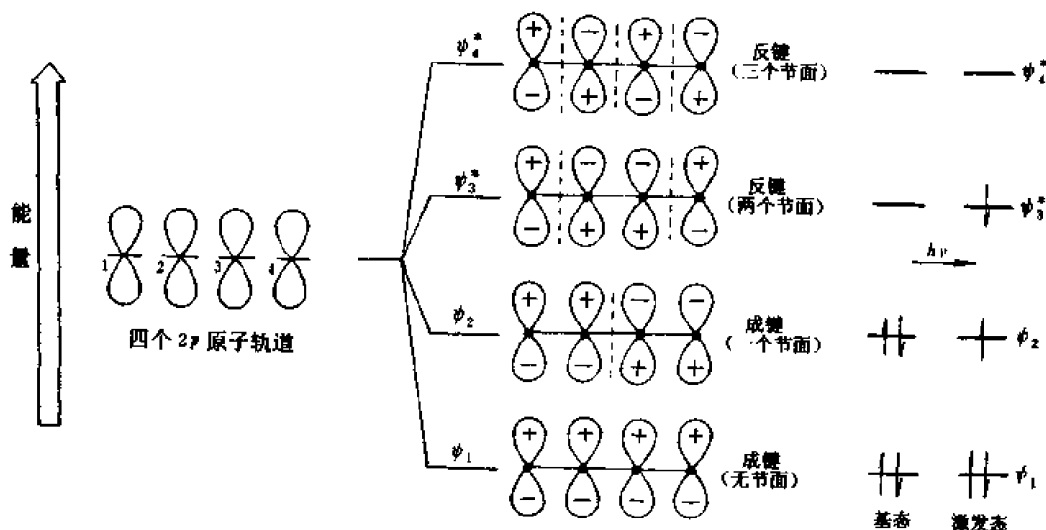 能量
1 2 3 4
四个 2p 原子轨道
ψ₄*
+ − + −
− + − +
反键
(三个节面)
ψ₄*
ψ₃*
+ − − +
− + + −
反键
(两个节面)
ψ₃*
hν
ψ₂
+ + − −
− − + +
成键
(一个节面)
ψ₂
ψ₁
+ + + +
− − − −
成键
(无节面)
ψ₁
基态 激发态